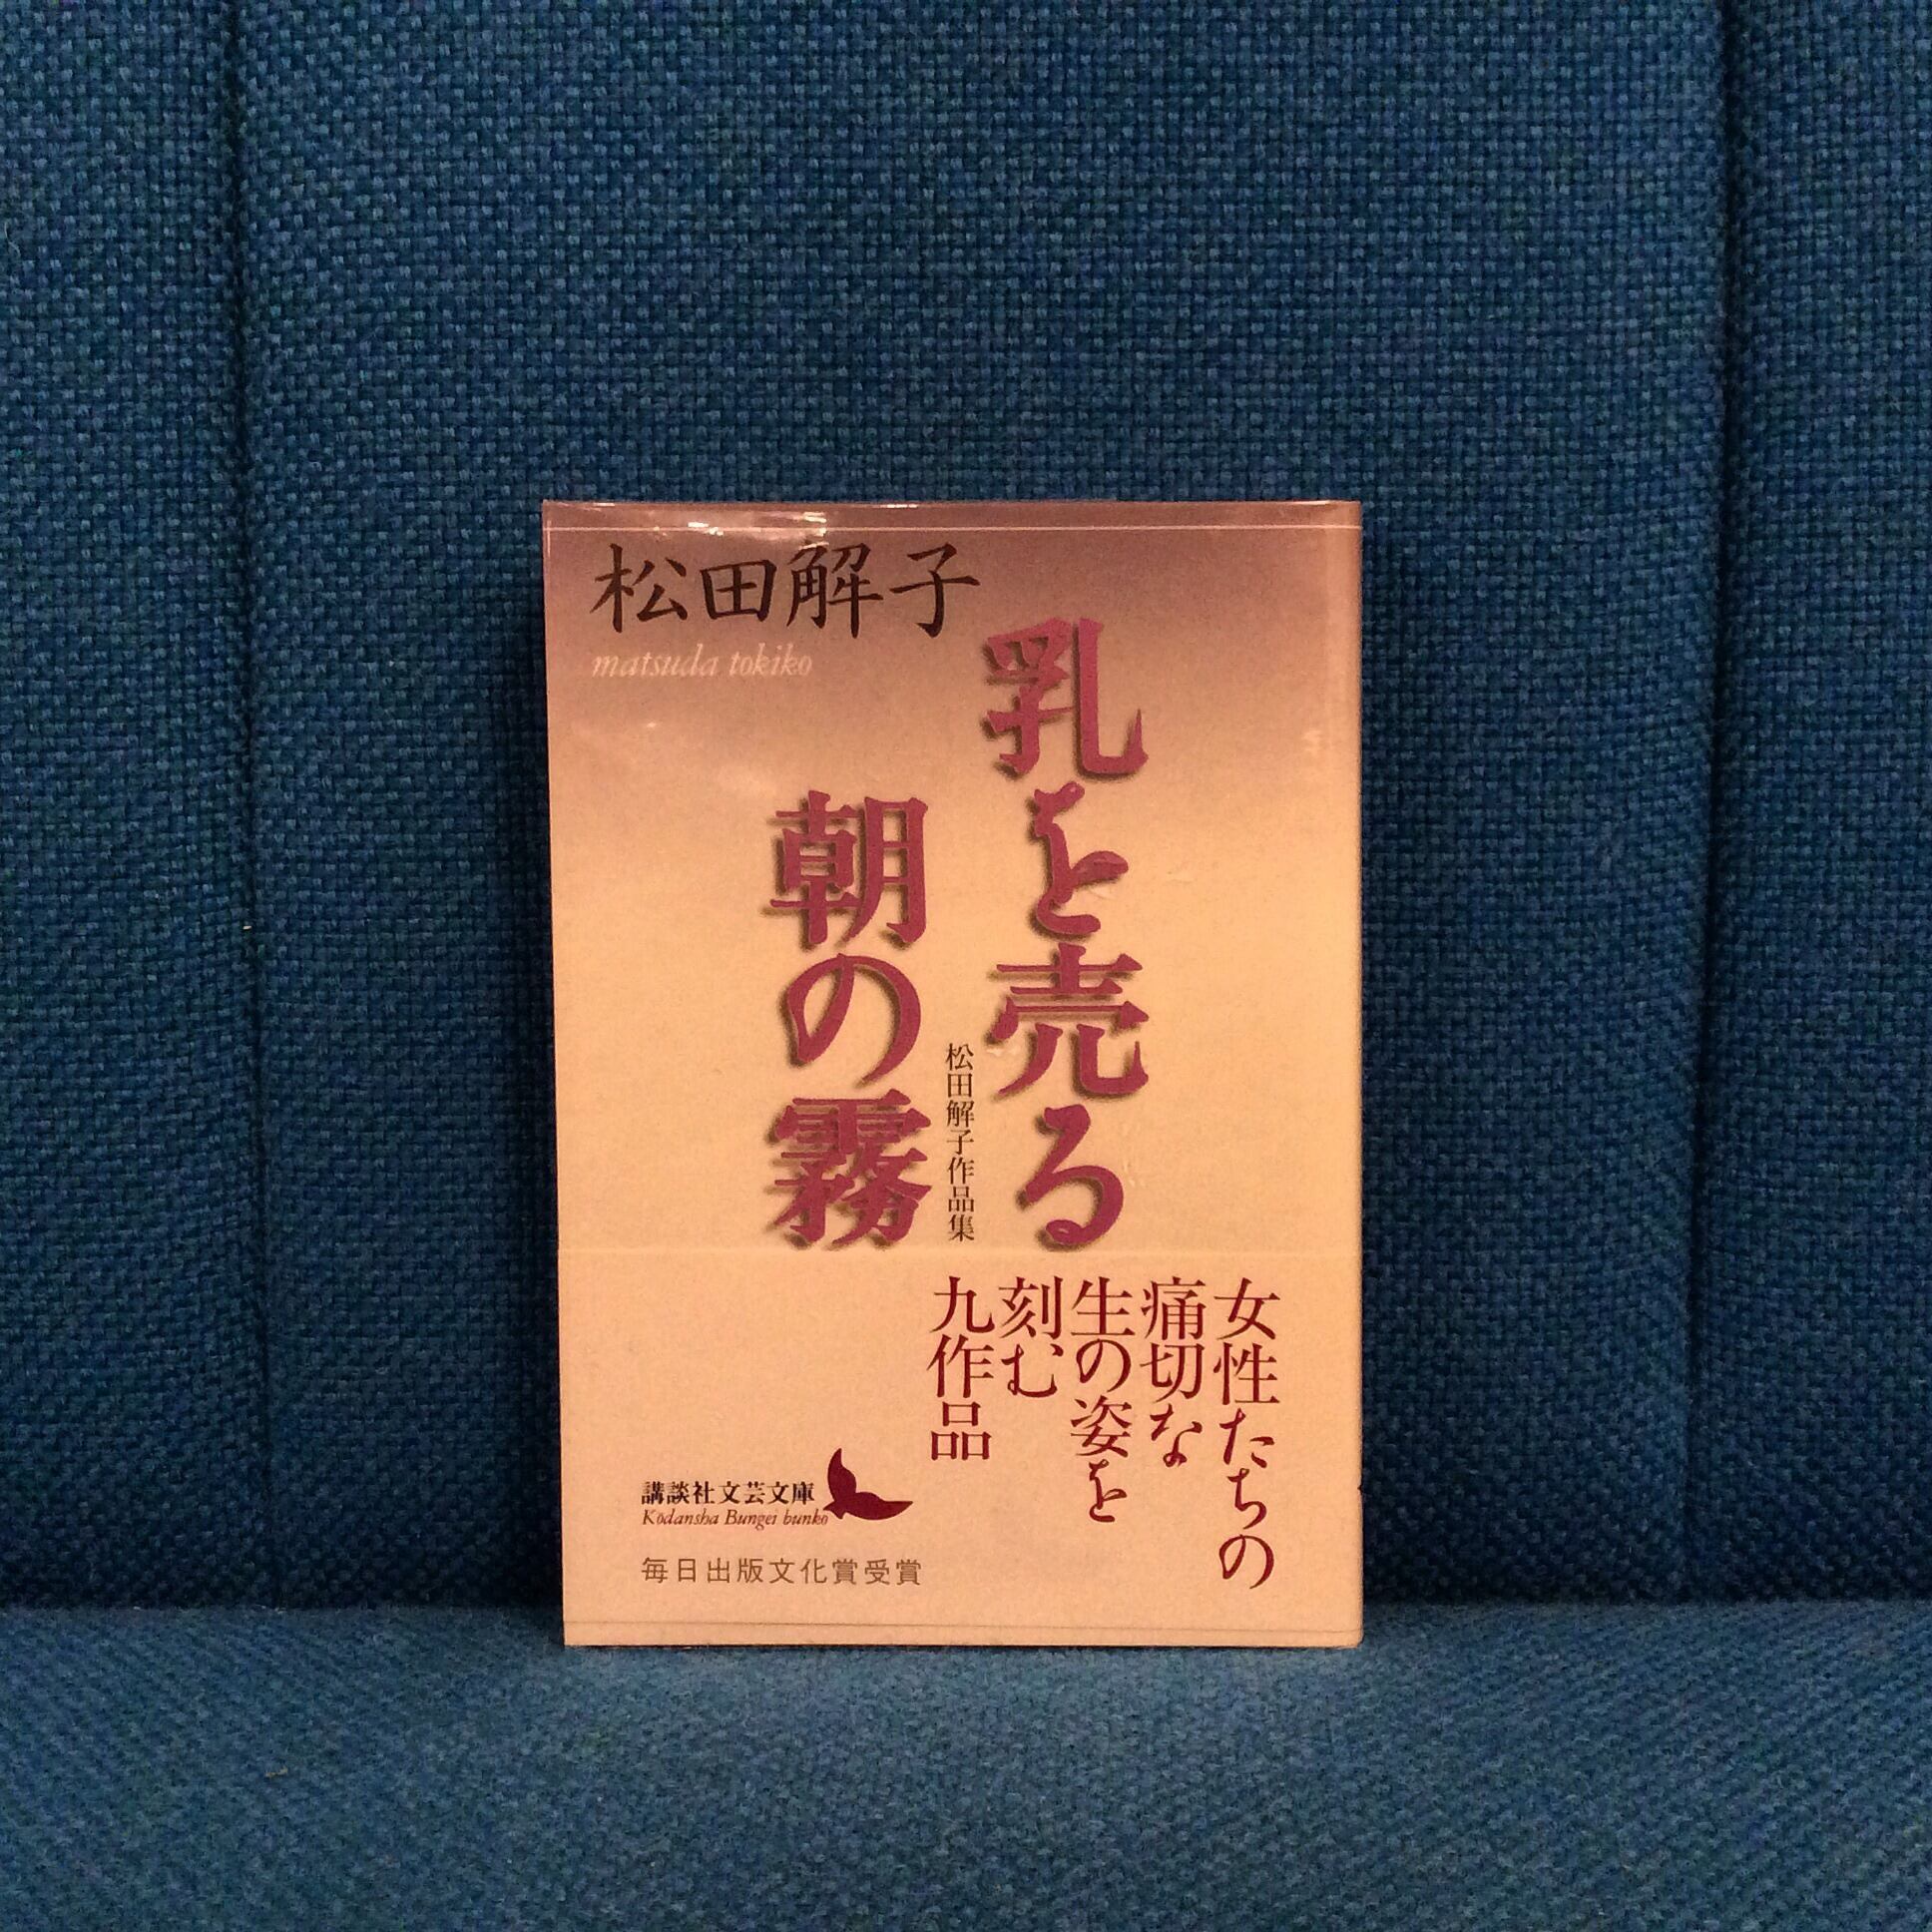 松田解子
matsuda tokiko
乳を売る
朝の霧
松田解子作品集
女性たちの
痛切な
生の姿を
刻む
九作品
講談社文芸文庫
Kōdansha Bungei bunko
毎日出版文化賞受賞